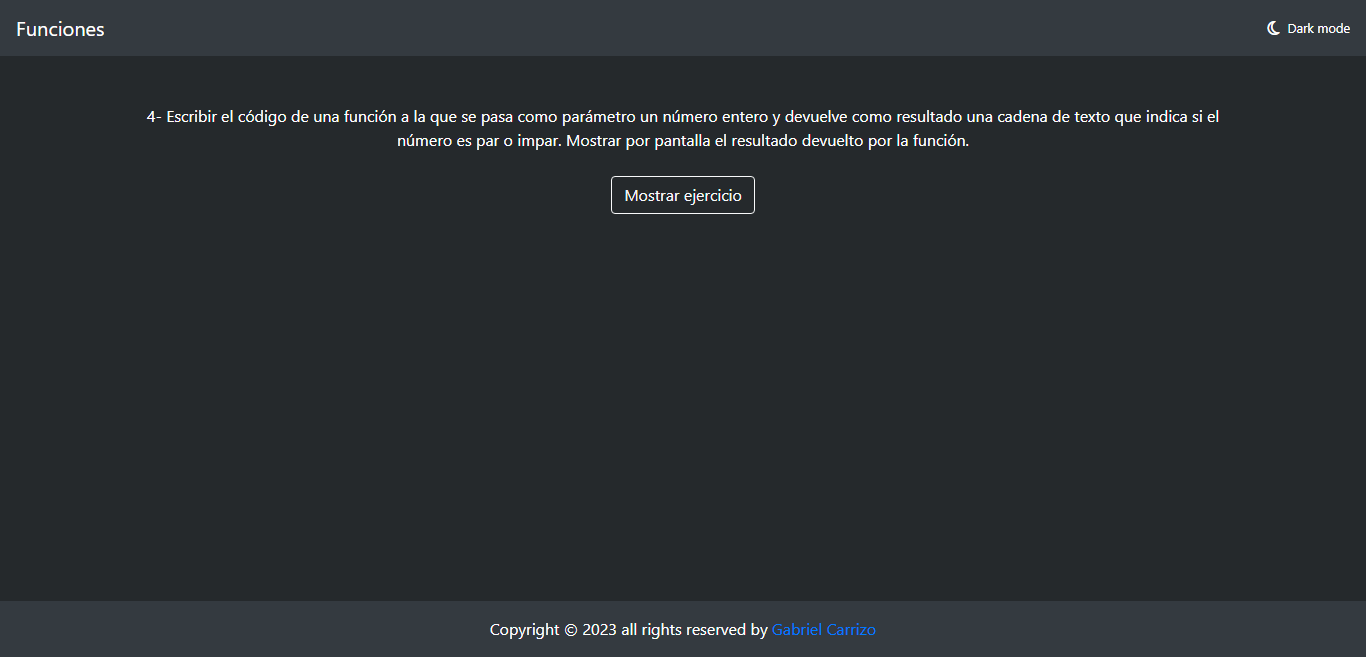 Funciones
Dark mode
4- Escribir el código de una función a la que se pasa como parámetro un número entero y devuelve como resultado una cadena de texto que indica si el
número es par o impar. Mostrar por pantalla el resultado devuelto por la función.
Mostrar ejercicio
Copyright © 2023 all rights reserved by Gabriel Carrizo